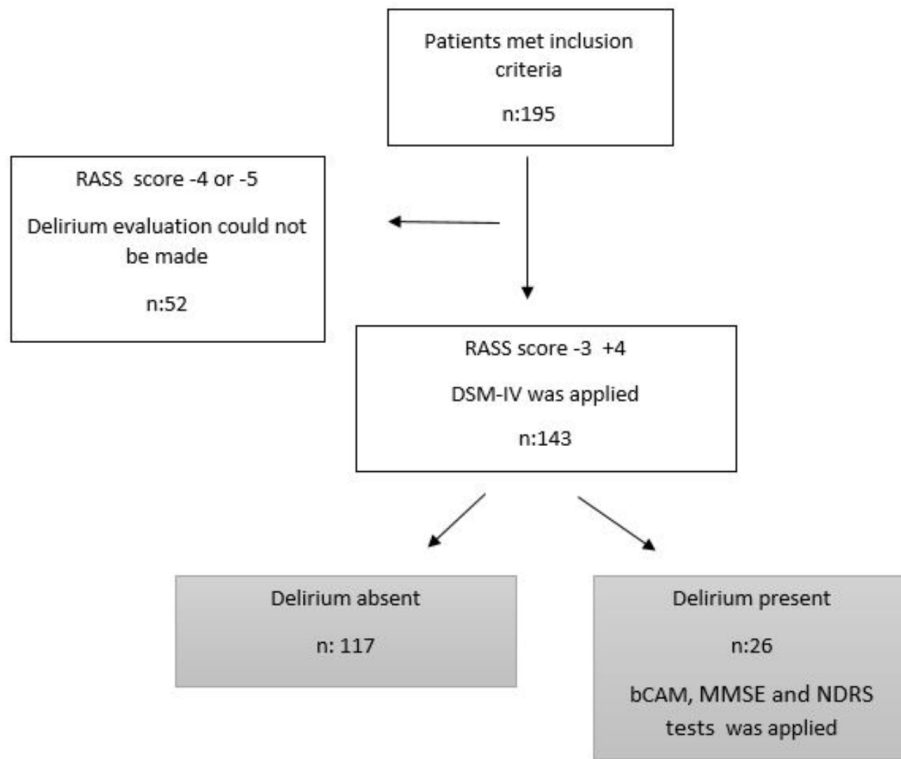 Patients met inclusion
criteria
n:195
RASS score -4 or -5
Delirium evaluation could not
be made
n:52
RASS score -3 +4
DSM-IV was applied
n:143
Delirium absent
n: 117
Delirium present
n:26
bCAM, MMSE and NDRS
tests was applied